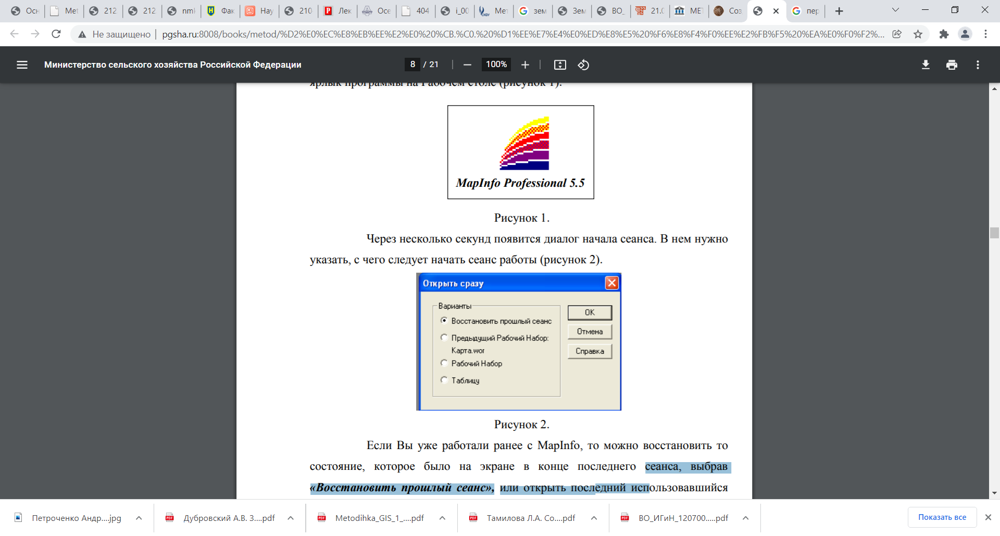 Осн
Met
212
212
nml
Фак
Нау
210
Лек
Осе
404
i_00
Мет
зем
Зем
ВО_
21.0
МЕТ
Соз
пер
Не защищено
pgsha.ru:8008/books/metod/%D2%E0%EC%E8%EB%EE%E2%E0%20%CB.%C0.%20%D1%EE%E7%E4%E0%ED%E8%E5%20%F6%E8%F4%F0%EE%E2%FB%F5%20%EA%E0%F0%F2%...
Министерство сельского хозяйства Российской Федерации
8 / 21
100%
ярлык программы на Рабочем столе (рисунок 1).
MapInfo Professional 5.5
Рисунок 1.
Через несколько секунд появится диалог начала сеанса. В нем нужно
указать, с чего следует начать сеанс работы (рисунок 2).
Открыть сразу
Варианты
Восстановить прошлый сеанс
Предыдущий Рабочий Набор:
Карта.wor
Рабочий Набор
Таблицу
OK
Отмена
Справка
Рисунок 2.
Если Вы уже работали ранее с MapInfo, то можно восстановить то
состояние, которое было на экране в конце последнего сеанса, выбрав
«Восстановить прошлый сеанс», или открыть последний использовавшийся
Петроченко Андр....jpg
Дубровский А.В. З....pdf
Metodihka_GIS_1_....pdf
Тамилова Л.А. Со....pdf
ВО_ИГиН_120700.....pdf
Показать все